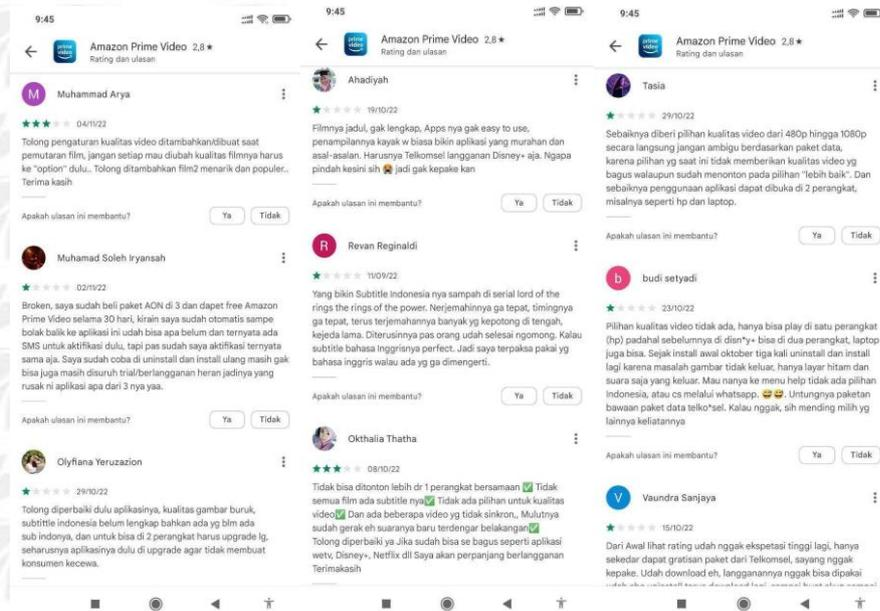 9:45
Amazon Prime Video 2,8★
Rating dan ulasan
M Muhammad Arya
04/11/22
Tolong pengaturan kualitas video ditambahkan/dibuat saat
pemutaran film, jangan setiap mau diubah kualitas filmnya harus
ke "option" dulu.. Tolong ditambahkan film2 menarik dan populer..
Terima kasih
Apakah ulasan ini membantu? Ya Tidak
Muhamad Soleh Iryansah
02/11/22
Broken, saya sudah beli paket AON di 3 dan dapet free Amazon
Prime Video selama 30 hari, kirain saya sudah otomatis sampe
bolak balik ke aplikasi ini udah bisa apa belum dan ternyata ada
SMS untuk aktifikasi dulu, tapi pas sudah saya aktifikasi ternyata
sama aja. Saya sudah coba di uninstall dan install ulang masih gak
bisa juga masih disuruh trial/berlangganan heran jadinya yang
rusak ni aplikasi apa dari 3 nya yaa.
Apakah ulasan ini membantu? Ya Tidak
Olyfiana Yeruzazion
29/10/22
Tolong diperbaiki dulu aplikasinya, kualitas gambar buruk,
subtittle indonesia belum lengkap bahkan ada yg blm ada
sub indonya, dan untuk bisa di 2 perangkat harus upgrade lg,
seharusnya aplikasinya dulu di upgrade agar tidak membuat
konsumen kecewa.
9:45
Amazon Prime Video 2,8★
Rating dan ulasan
Ahadiyah
19/10/22
Filmnya jadul, gak lengkap, Apps nya gak easy to use,
penampilannya kayak w biasa bikin aplikasi yang murahan dan
asal-asalan. Harusnya Telkomsel langganan Disney+ aja. Ngapa
pindah kesini sih 😭 jadi gak kepake kan
Apakah ulasan ini membantu? Ya Tidak
R Revan Reginaldi
11/09/22
Yang bikin Subtitle Indonesia nya sampah di serial lord of the
rings the rings of the power. Nerjemahinnya ga tepat, timingnya
ga tepat, terus terjemahannya banyak yg kepotong di tengah,
kejeda lama. Diterusinnya pas orang udah selesai ngomong. Kalau
subtitle bahasa Inggrisnya perfect. Jadi saya terpaksa pakai yg
bahasa inggris walau ada yg ga dimengerti.
Apakah ulasan ini membantu? Ya Tidak
Okthalia Thatha
08/10/22
Tidak bisa ditonton lebih dr 1 perangkat bersamaan ✅ Tidak
semua film ada subtitle nya✅ Tidak ada pilihan untuk kualitas
video✅ Dan ada beberapa video yg tidak sinkron,, Mulutnya
sudah gerak eh suaranya baru terdengar belakangan✅
Tolong diperbaiki ya Jika sudah bisa se bagus seperti aplikasi
wetv, Disney+, Netflix dll Saya akan perpanjang berlangganan
Terimakasih
9:45
Amazon Prime Video 2,8★
Rating dan ulasan
Tasia
29/10/22
Sebaiknya diberi pilihan kualitas video dari 480p hingga 1080p
secara langsung jangan ambigu berdasarkan paket data,
karena pilihan yg saat ini tidak memberikan kualitas video yg
bagus walaupun sudah menonton pada pilihan "lebih baik". Dan
sebaiknya penggunaan aplikasi dapat dibuka di 2 perangkat,
misalnya seperti hp dan laptop.
Apakah ulasan ini membantu? Ya Tidak
b budi setyadi
23/10/22
Pilihan kualitas video tidak ada, hanya bisa play di satu perangkat
(hp) padahal sebelumnya di disn*y+ bisa di dua perangkat, laptop
juga bisa. Sejak install awal oktober tiga kali uninstall dan install
lagi karena masalah gambar tidak keluar, hanya layar hitam dan
suara saja yang keluar. Mau nanya ke menu help tidak ada pilihan
Indonesia, atau cs melalui whatsapp. 😅😅. Untungnya paketan
bawaan paket data telko*sel. Kalau nggak, sih mending milih yg
lainnya keliatannya
Apakah ulasan ini membantu? Ya Tidak
V Vaundra Sanjaya
15/10/22
Dari Awal lihat rating udah nggak ekspetasi tinggi lagi, hanya
sekedar dapat gratisan paket dari Telkomsel, sayang nggak
kepake. Udah download eh, langganannya nggak bisa dipakai